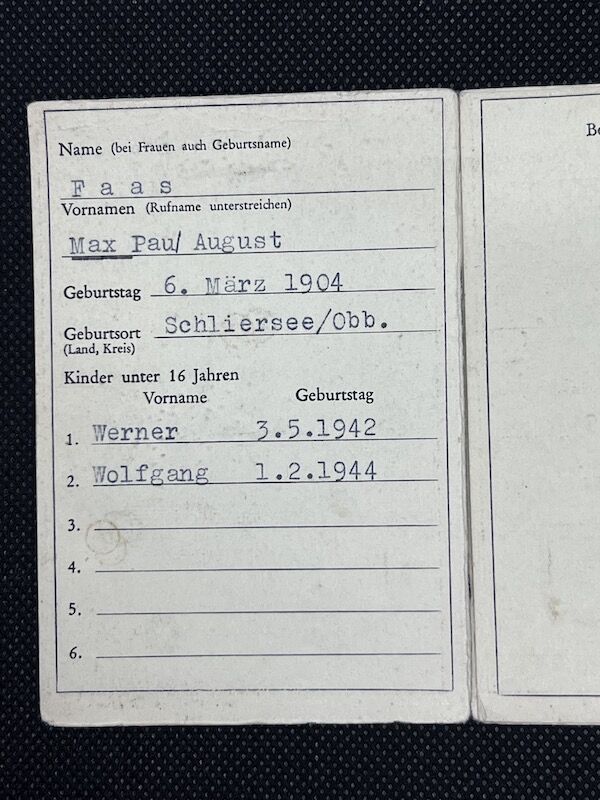 Name (bei Frauen auch Geburtsname)
Faas
Vornamen (Rufname unterstreichen)
Max Paul August
Geburtstag 6. März 1904
Geburtsort Schliersee/Obb.
(Land, Kreis)
Kinder unter 16 Jahren
Vorname Geburtstag
1. Werner 3.5.1942
2. Wolfgang 1.2.1944
3.
4.
5.
6.